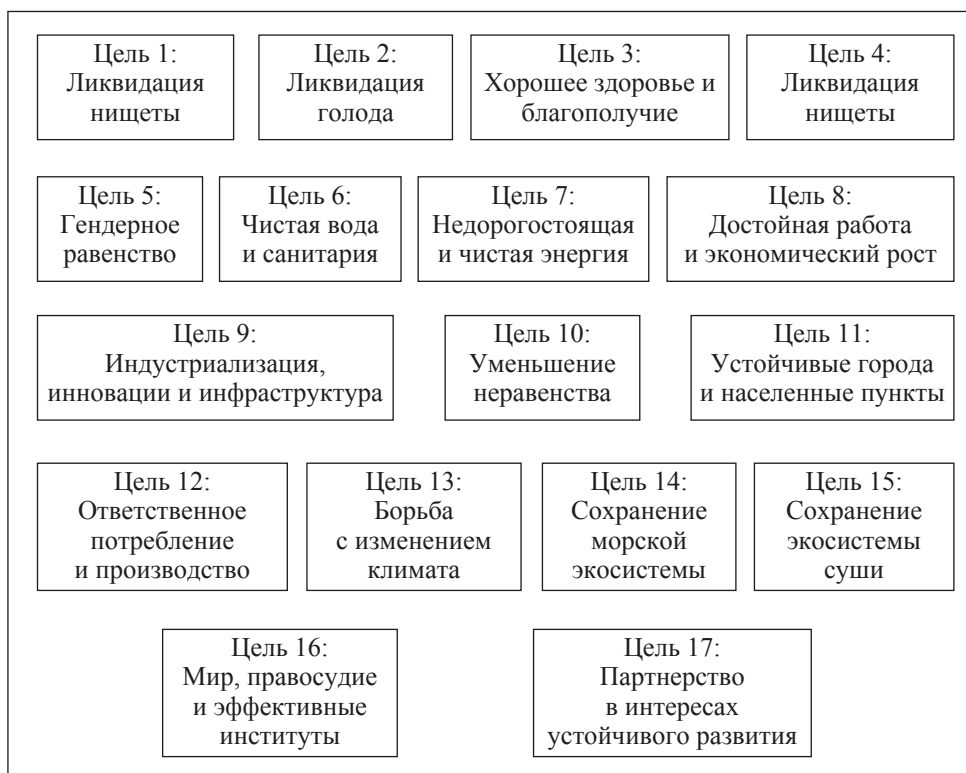 Цель 1:
Ликвидация
нищеты
Цель 2:
Ликвидация
голода
Цель 3:
Хорошее здоровье и
благополучие
Цель 4:
Ликвидация
нищеты
Цель 5:
Гендерное
равенство
Цель 6:
Чистая вода
и санитария
Цель 7:
Недорогостоящая
и чистая энергия
Цель 8:
Достойная работа
и экономический рост
Цель 9:
Индустриализация,
инновации и инфраструктура
Цель 10:
Уменьшение
неравенства
Цель 11:
Устойчивые города
и населенные пункты
Цель 12:
Ответственное
потребление
и производство
Цель 13:
Борьба
с изменением
климата
Цель 14:
Сохранение
морской
экосистемы
Цель 15:
Сохранение
экосистемы
суши
Цель 16:
Мир, правосудие
и эффективные
институты
Цель 17:
Партнерство
в интересах
устойчивого развития